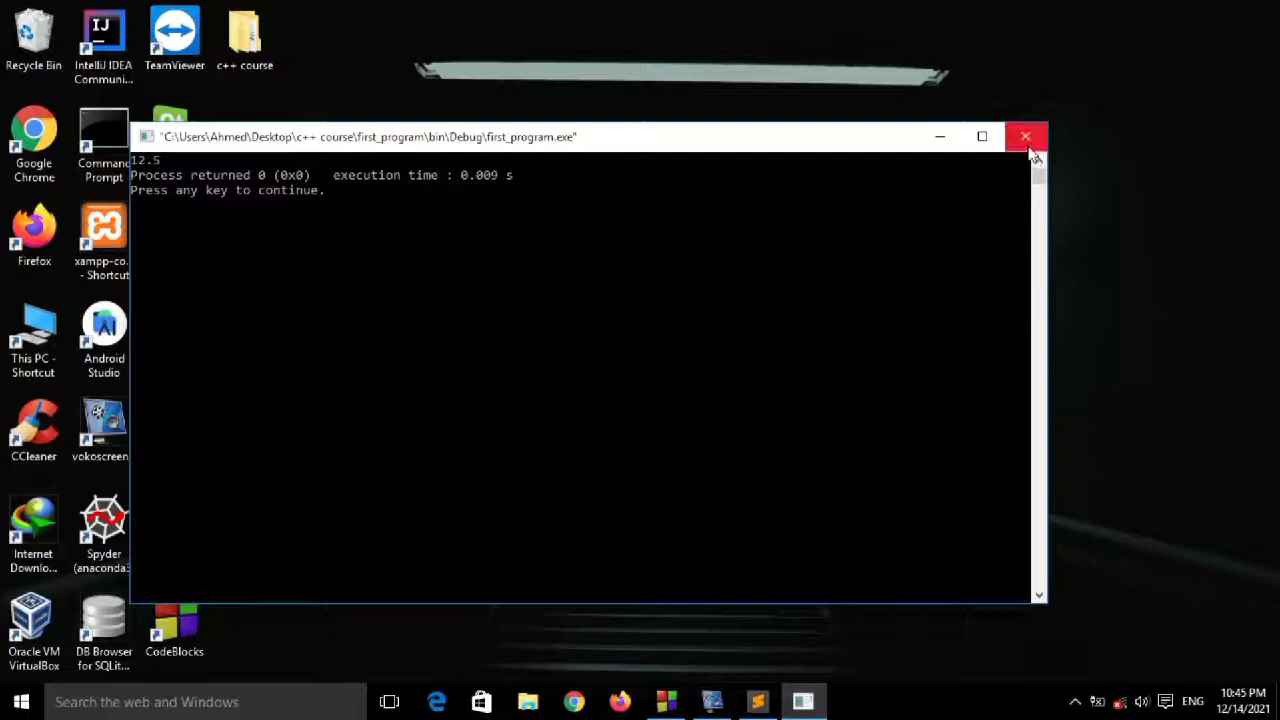 Recycle Bin
IJ
IntelliJ IDEA
Communi...
TeamViewer
c++ course
Google
Chrome
Comman
Prompt
"C:\Users\Ahmed\Desktop\c++ course\first_program\bin\Debug\first_program.exe"
12.5
Process returned 0 (0x0)   execution time : 0.009 s
Press any key to continue.
Firefox
xampp-co...
- Shortcut
This PC -
Shortcut
Android
Studio
CCleaner
vokoscreen
Internet
Downlo...
Spyder
(anaconda3
Oracle VM
VirtualBox
DB Browser
for SQLit...
CodeBlocks
Search the web and Windows
ENG
10:45 PM
12/14/2021